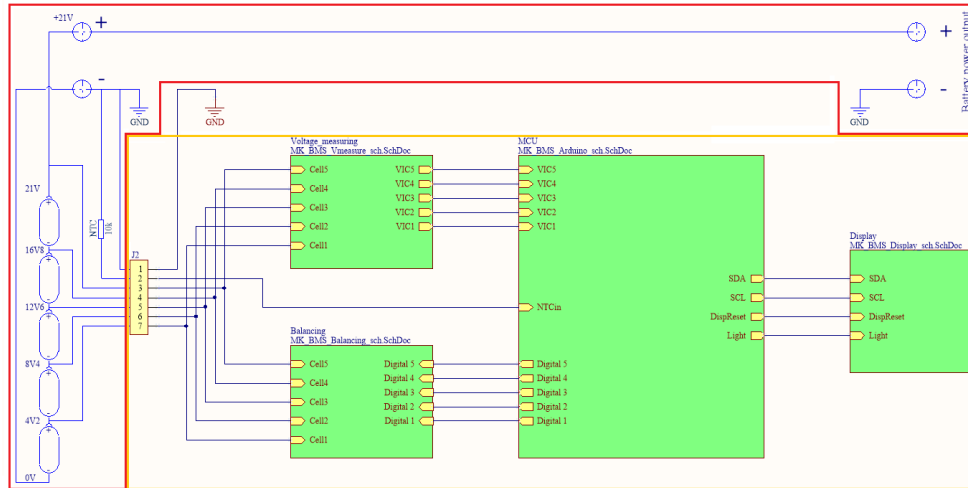 +21V
+
+
-
-
Battery power output
GND
GND
GND
21V
16V8
12V6
8V4
4V2
0V
NTC
10k
J2
1
2
3
4
5
6
7
Voltage_measuring
MK_BMS_Vmeasure_sch.SchDoc
Cell5
Cell4
Cell3
Cell2
Cell1
VIC5
VIC4
VIC3
VIC2
VIC1
Balancing
MK_BMS_Balancing_sch.SchDoc
Cell5
Cell4
Cell3
Cell2
Cell1
Digital 5
Digital 4
Digital 3
Digital 2
Digital 1
MCU
MK_BMS_Arduino_sch.SchDoc
VIC5
VIC4
VIC3
VIC2
VIC1
NTCin
Digital 5
Digital 4
Digital 3
Digital 2
Digital 1
SDA
SCL
DispReset
Light
Display
MK_BMS_Display_sch.SchDoc
SDA
SCL
DispReset
Light